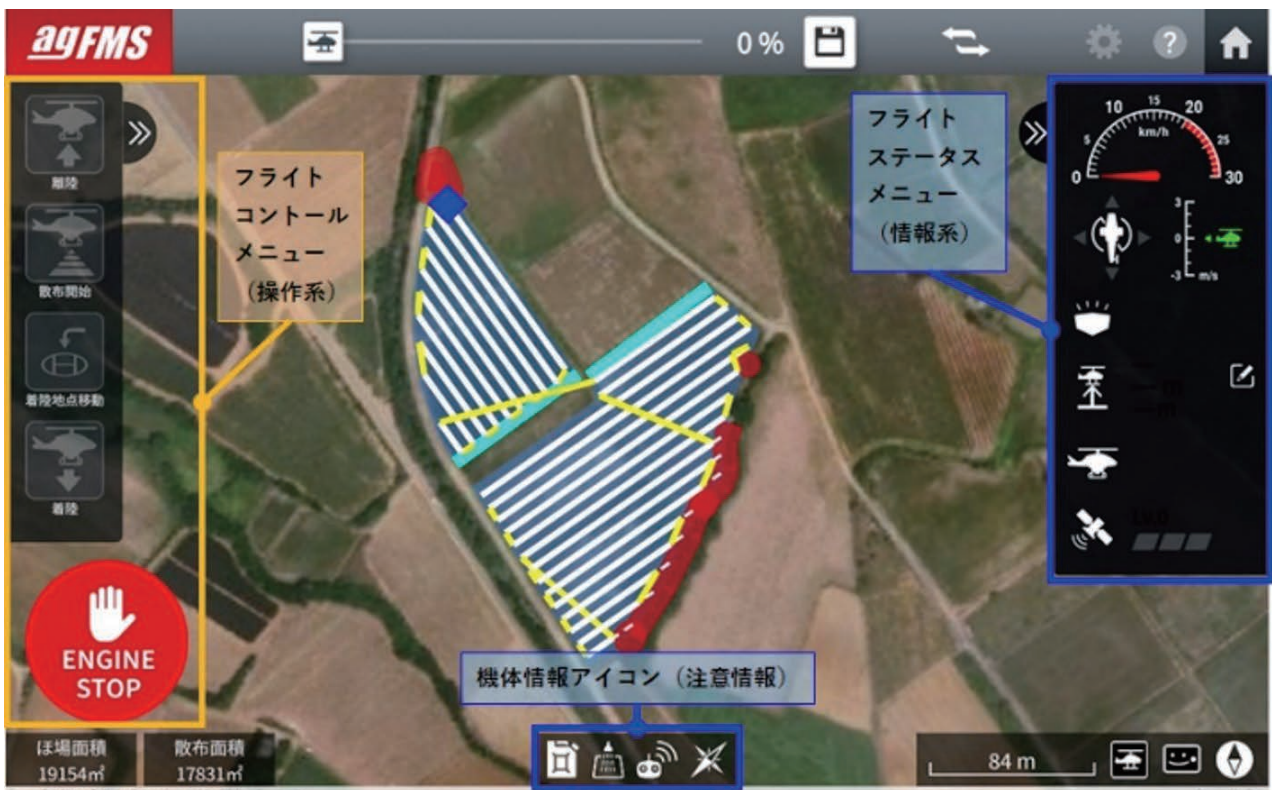 agFMS
0%
?
離陸
散布開始
着陸地点移動
着陸
ENGINE
STOP
フライト
コントール
メニュー
(操作系)
フライト
ステータス
メニュー
(情報系)
0
5
10
15
20
25
30
km/h
3
0
-3
m/s
m
m
機体情報アイコン(注意情報)
ほ場面積
19154㎡
散布面積
17831㎡
84 m